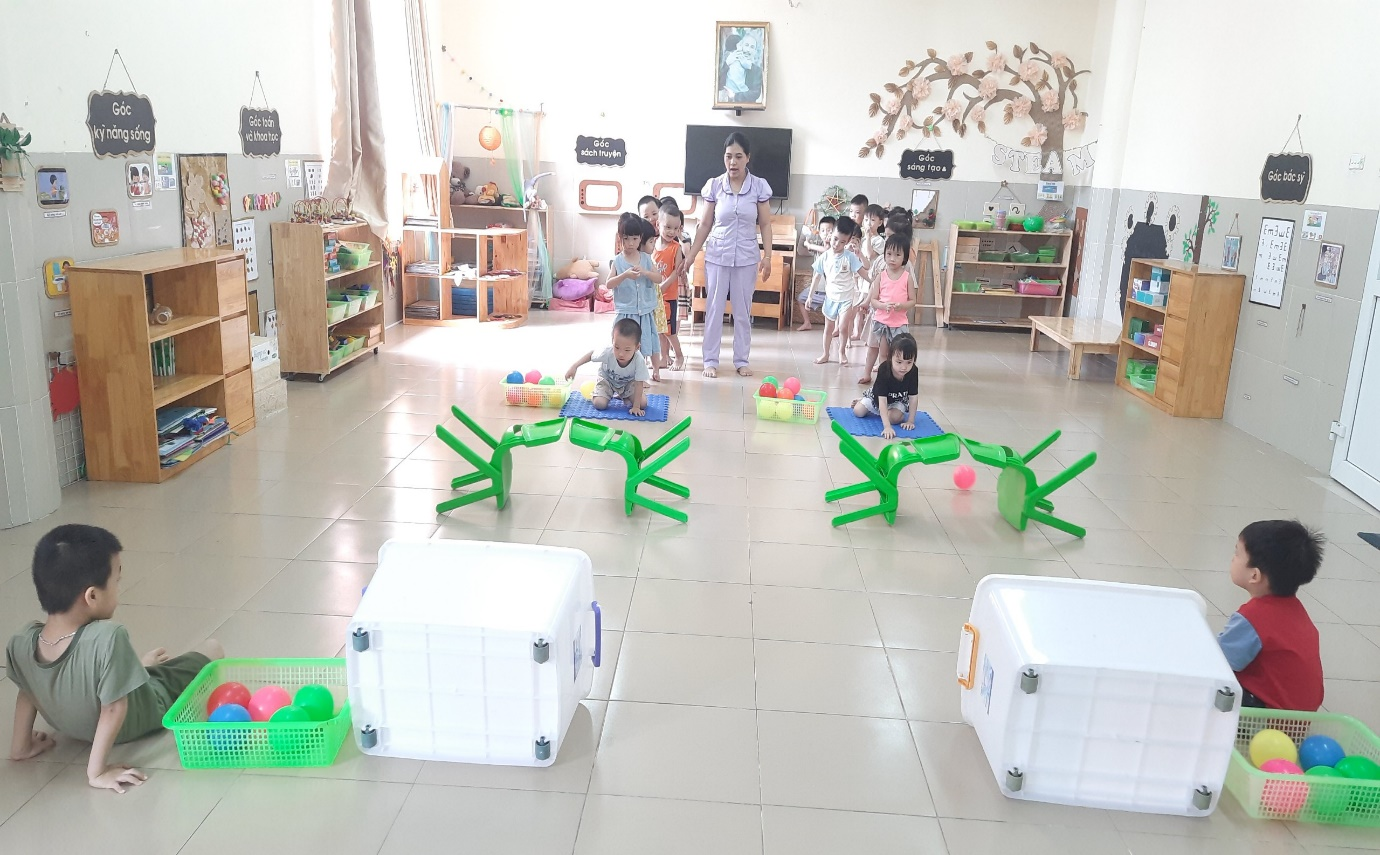 Góc
kỹ năng sống
Góc toán
và khoa học
Góc
sách truyện
Góc
sáng tạo
STEAM
Góc bác sỹ